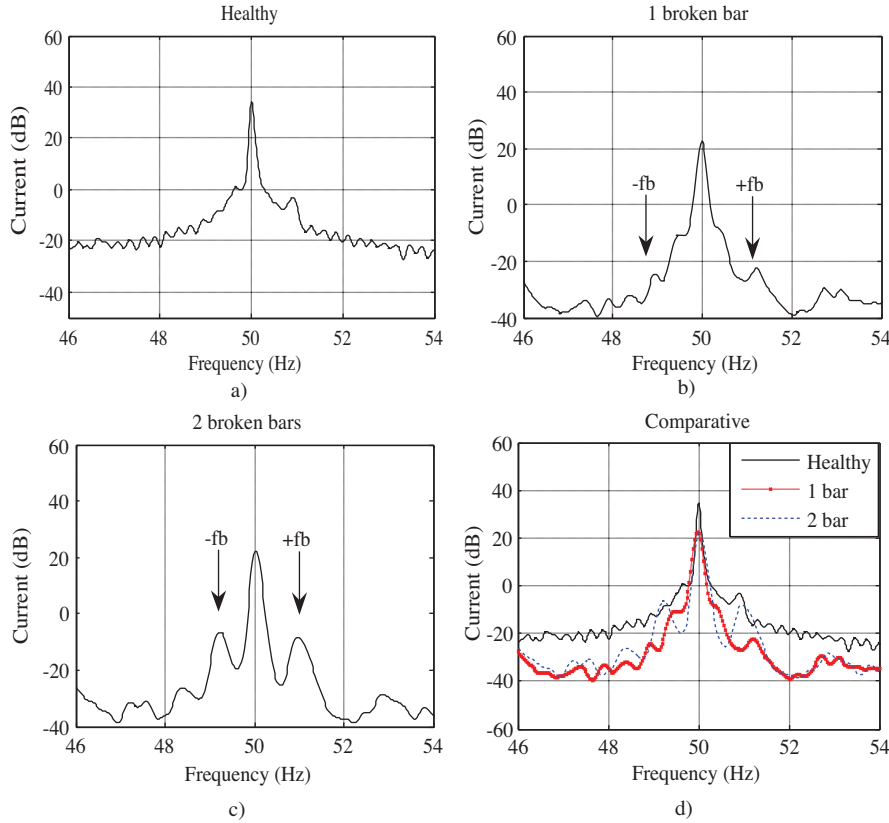 Healthy
60
40
20
0
-20
-40
46
48
50
52
54
Current (dB)
Frequency (Hz)
a)
1 broken bar
60
40
20
0
-20
-40
46
48
50
52
54
Current (dB)
-fb
+fb
Frequency (Hz)
b)
2 broken bars
60
40
20
0
-20
-40
46
48
50
52
54
Current (dB)
-fb
+fb
Frequency (Hz)
c)
Comparative
60
40
20
0
-20
-40
-60
46
48
50
52
54
Current (dB)
Healthy
1 bar
2 bar
Frequency (Hz)
d)